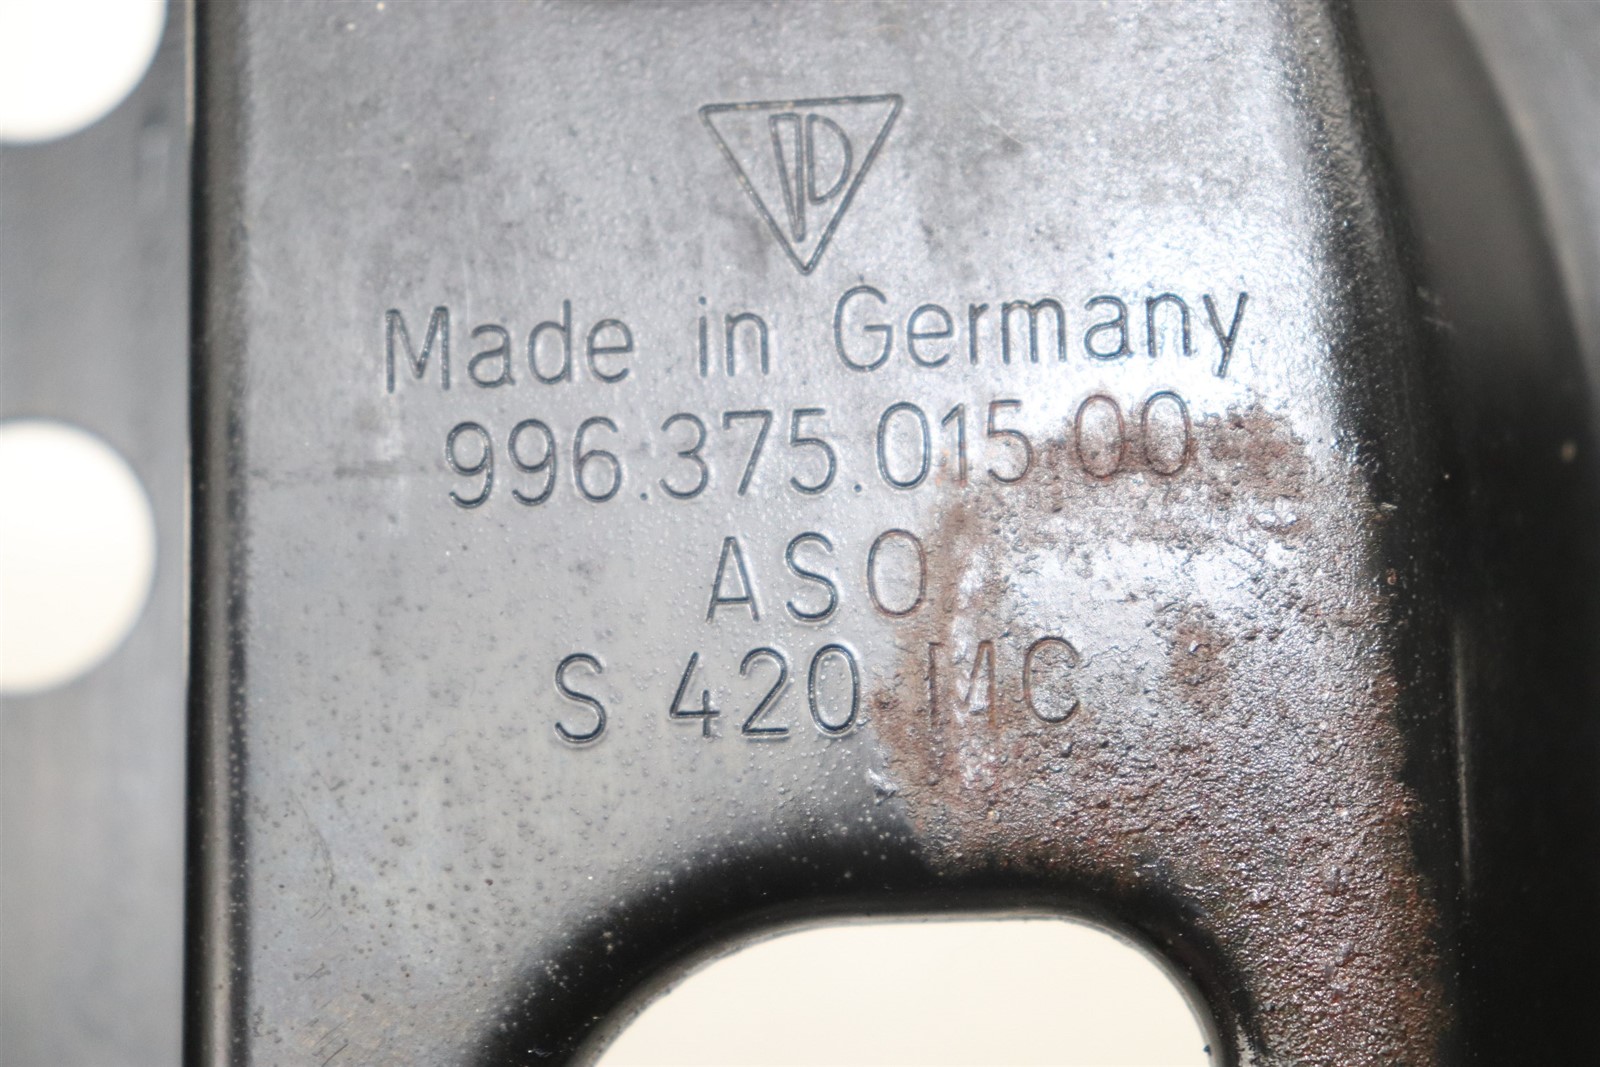 Made in Germany
996.375.015.00
ASO
S 420 MC